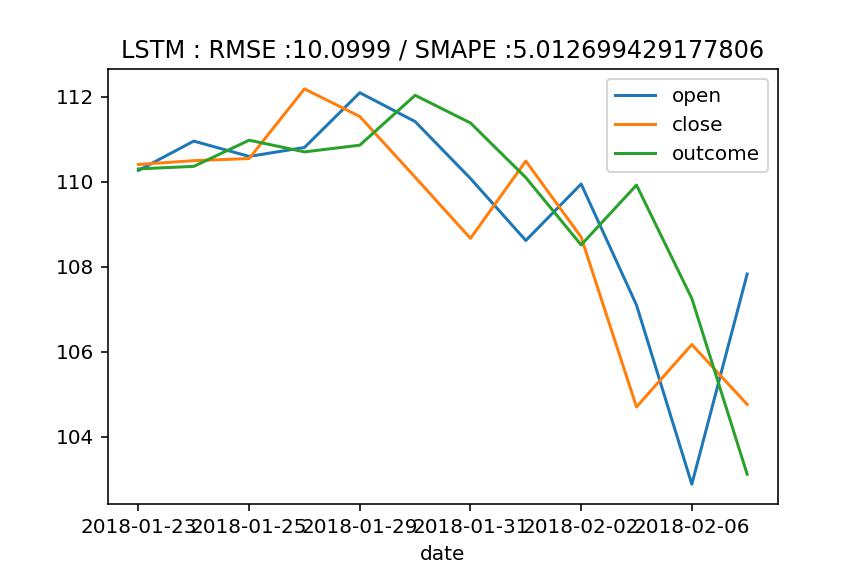 LSTM : RMSE :10.0999 / SMAPE :5.012699429177806
open
close
outcome
112
110
108
106
104
2018-01-23
2018-01-25
2018-01-29
2018-01-31
2018-02-02
2018-02-06
date